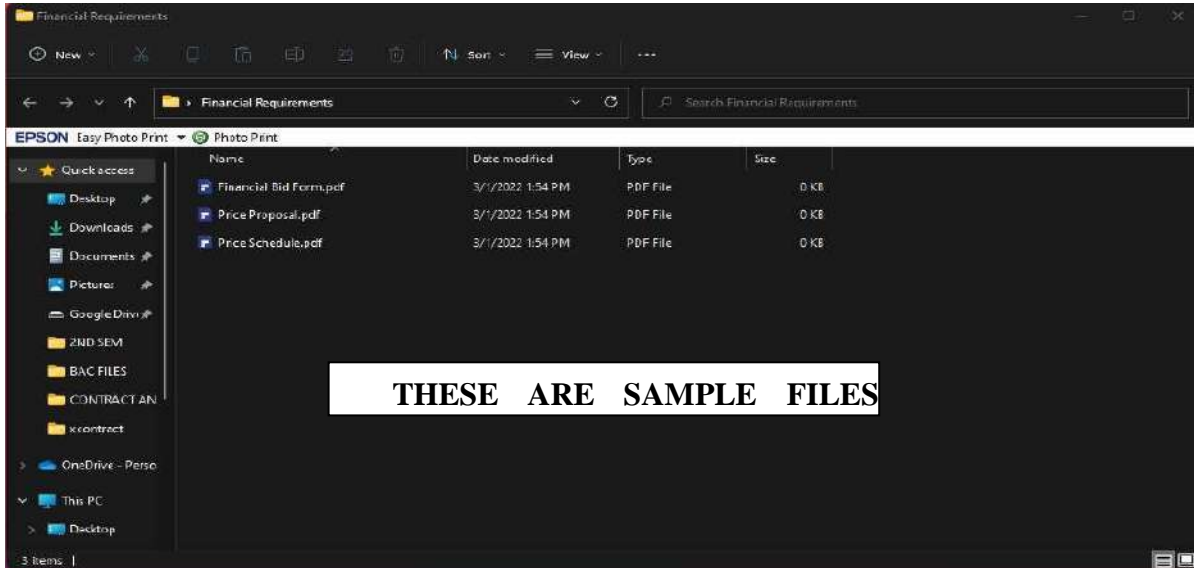 Financial Requirements
New
Sort
View
Financial Requirements
Search Financial Requirements
EPSON Easy Photo Print Photo Print
Name Date modified Type Size
Financial Bid Form.pdf 3/1/2022 1:54 PM PDF File 0 KB
Price Proposal.pdf 3/1/2022 1:54 PM PDF File 0 KB
Price Schedule.pdf 3/1/2022 1:54 PM PDF File 0 KB
Quick access
Desktop
Downloads
Documents
Pictures
Google Driv
2ND SEM
BAC FILES
CONTRACT AN
xcontract
OneDrive - Perso
This PC
Desktop
THESE ARE SAMPLE FILES
3 items